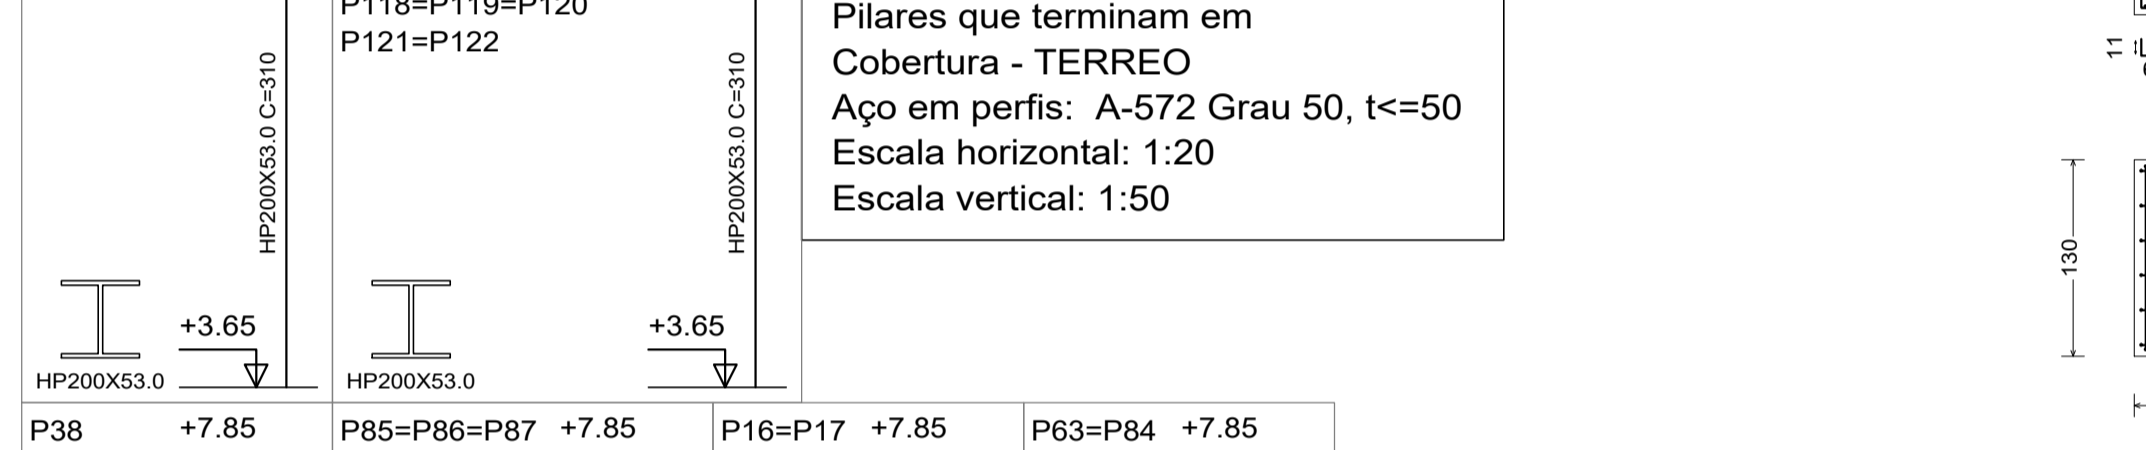 P118=P119=P120
P121=P122
HP200X53.0 C=310
HP200X53.0 C=310
Pilares que terminam em
Cobertura - TERREO
Aço em perfis: A-572 Grau 50, t<=50
Escala horizontal: 1:20
Escala vertical: 1:50
11
130
+3.65
+3.65
HP200X53.0
HP200X53.0
P38 +7.85
P85=P86=P87 +7.85
P16=P17 +7.85
P63=P84 +7.85